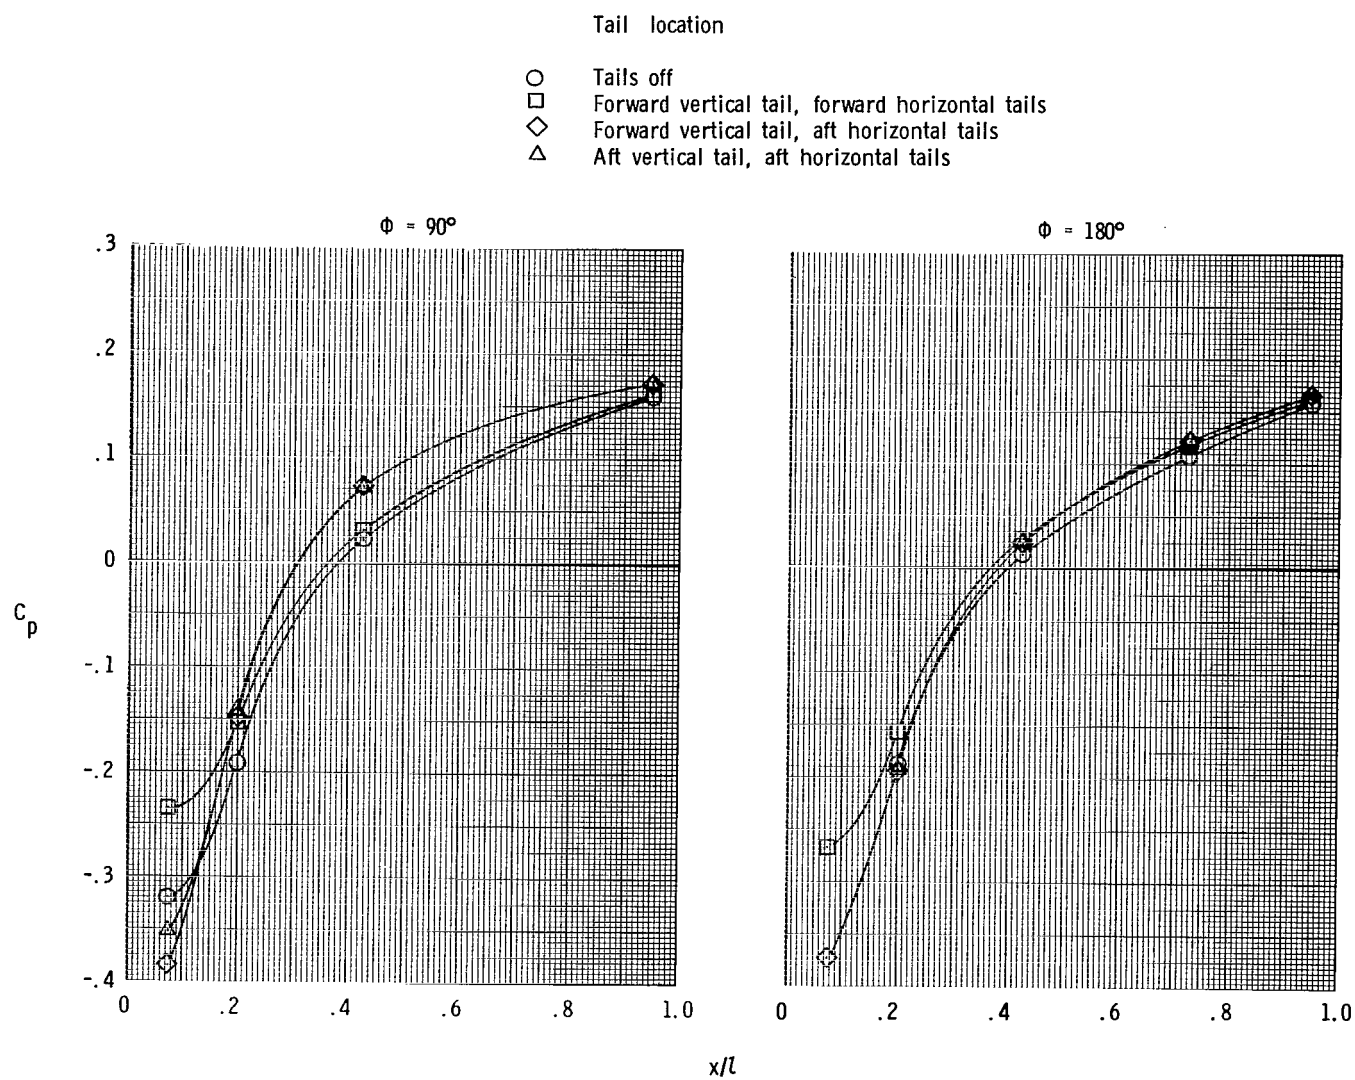 Tail location
Tails off
Forward vertical tail, forward horizontal tails
Forward vertical tail, aft horizontal tails
Aft vertical tail, aft horizontal tails
Φ = 90°
Φ = 180°
.3
.2
.1
0
-.1
-.2
-.3
-.4
Cp
0 .2 .4 .6 .8 1.0
0 .2 .4 .6 .8 1.0
x/l